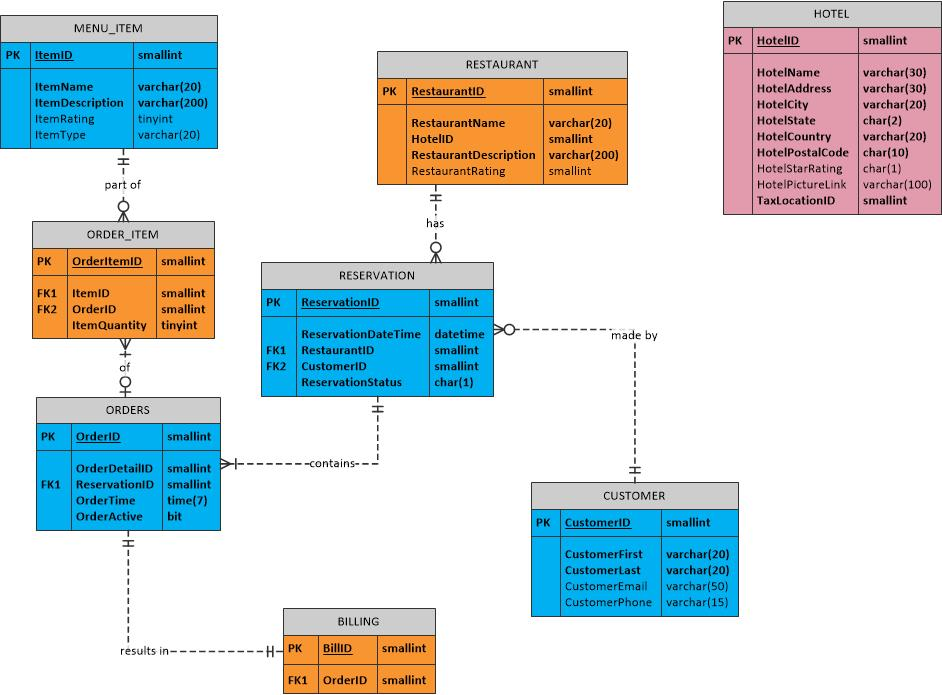 MENU_ITEM
PK ItemID smallint
ItemName varchar(20)
ItemDescription varchar(200)
ItemRating tinyint
ItemType varchar(20)
part of
ORDER_ITEM
PK OrderItemID smallint
FK1 ItemID smallint
FK2 OrderID smallint
ItemQuantity tinyint
of
ORDERS
PK OrderID smallint
OrderDetailID smallint
FK1 ReservationID smallint
OrderTime time(7)
OrderActive bit
results in
BILLING
PK BillID smallint
FK1 OrderID smallint
RESTAURANT
PK RestaurantID smallint
RestaurantName varchar(20)
HotelID smallint
RestaurantDescription varchar(200)
RestaurantRating smallint
has
RESERVATION
PK ReservationID smallint
ReservationDateTime datetime
FK1 RestaurantID smallint
FK2 CustomerID smallint
ReservationStatus char(1)
contains
made by
CUSTOMER
PK CustomerID smallint
CustomerFirst varchar(20)
CustomerLast varchar(20)
CustomerEmail varchar(50)
CustomerPhone varchar(15)
HOTEL
PK HotelID smallint
HotelName varchar(30)
HotelAddress varchar(30)
HotelCity varchar(20)
HotelState char(2)
HotelCountry varchar(20)
HotelPostalCode char(10)
HotelStarRating char(1)
HotelPictureLink varchar(100)
TaxLocationID smallint